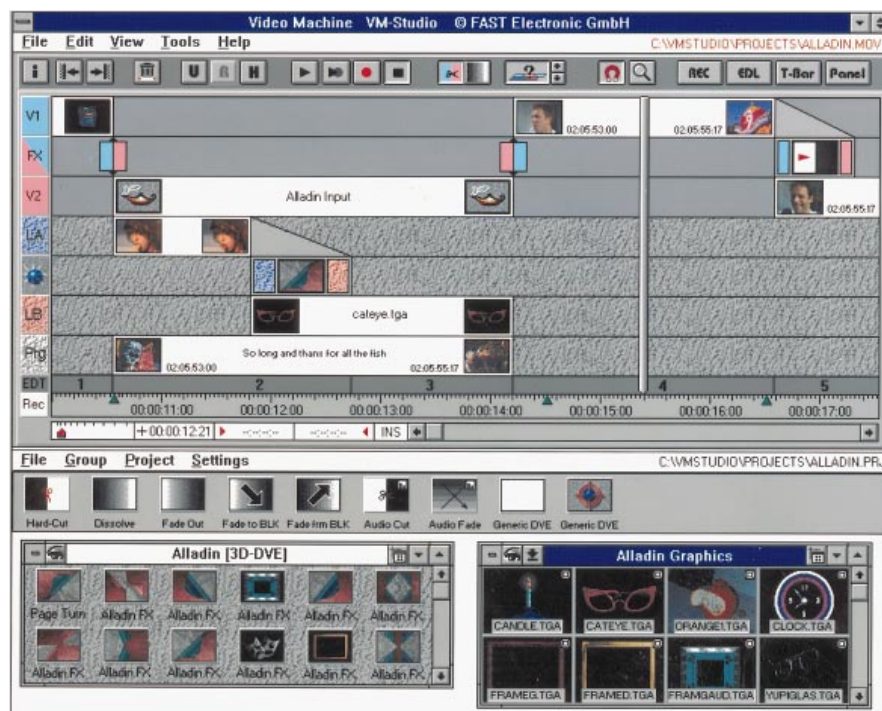 Video Machine VM-Studio © FAST Electronic GmbH
File Edit View Tools Help C:\VMSTUDIO\PROJECTS\ALLADIN.MOV
i U B H REC EDL T-Bar Panel
V1 02:05:53:00 02:05:55:17
FX
V2 Alladin Input 02:05:55:17
LA
LB cateye.tga
Prg 02:05:53:00 So long and thans for all the fish 02:05:55:17
EDT 1 2 3 4 5
Rec 00:00:11:00 00:00:12:00 00:00:13:00 00:00:14:00 00:00:15:00 00:00:16:00 00:00:17:00
+00:00:12:21 --:--:--:-- --:--:--:-- INS
File Group Project Settings C:\VMSTUDIO\PROJECTS\ALLADIN.PRJ
Hard-Cut Dissolve Fade Out Fade to BLK Fade frm BLK Audio Cut Audio Fade Generic DVE Generic DVE
Alladin [3D-DVE]
Page Turn Alladin FX Alladin FX Alladin FX Alladin FX Alladin FX
Alladin FX Alladin FX Alladin FX Alladin FX Alladin FX Alladin FX
Alladin Graphics
CANDLE.TGA CATEYE.TGA ORANGE1.TGA CLOCK.TGA
FRAMEG.TGA FRAMED.TGA FRAMGAUD.TGA YUPIGLAS.TGA